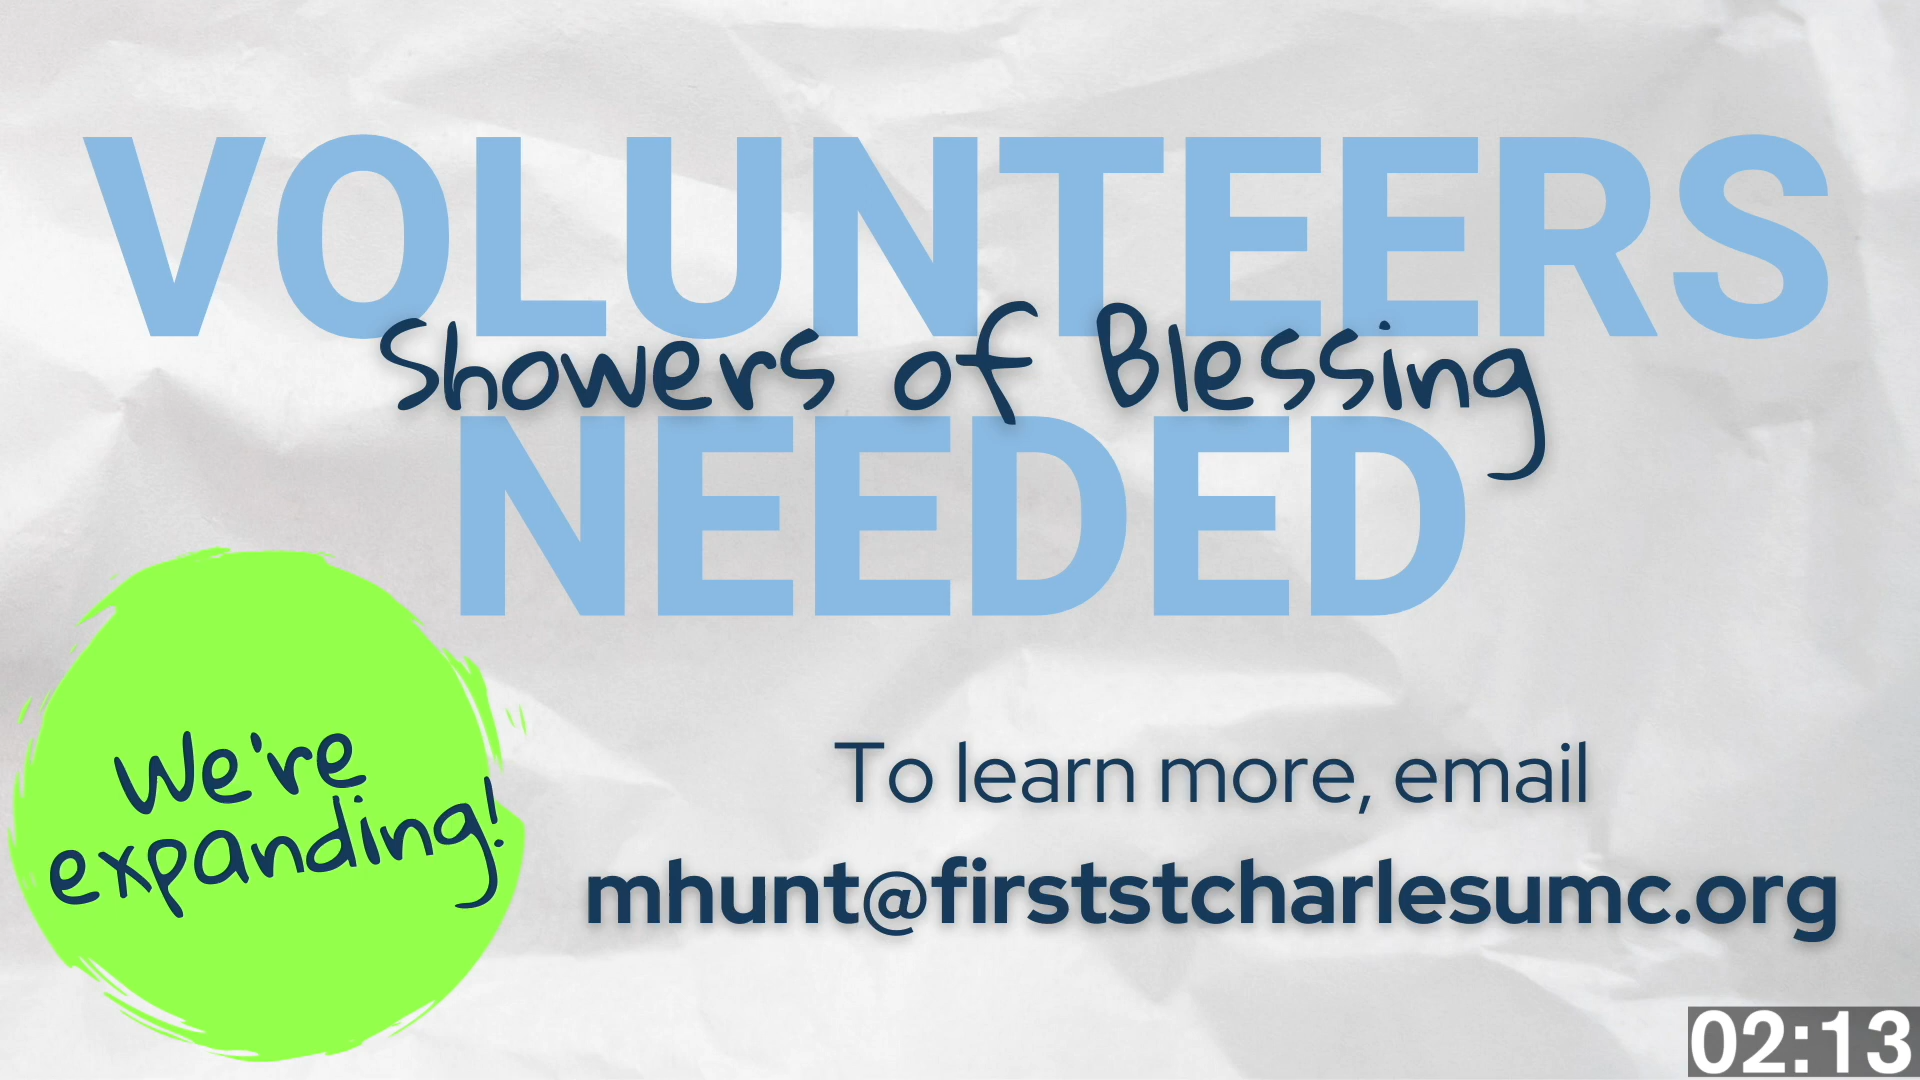 VOLUNTEERS
Showers of Blessing
NEEDED
We're
expanding!
To learn more, email
mhunt@firststcharlesumc.org
02:13